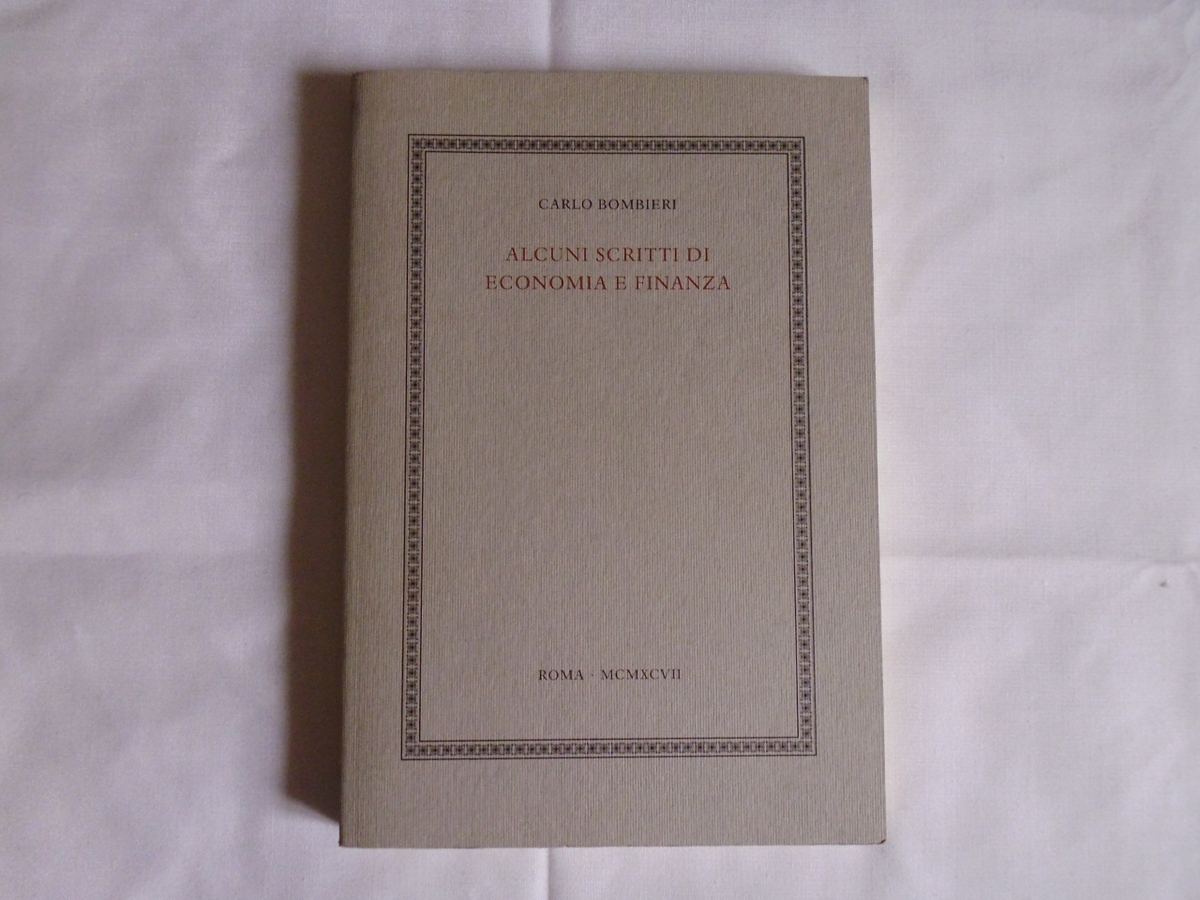 CARLO BOMBIERI
ALCUNI SCRITTI DI
ECONOMIA E FINANZA
ROMA · MCMXCVII